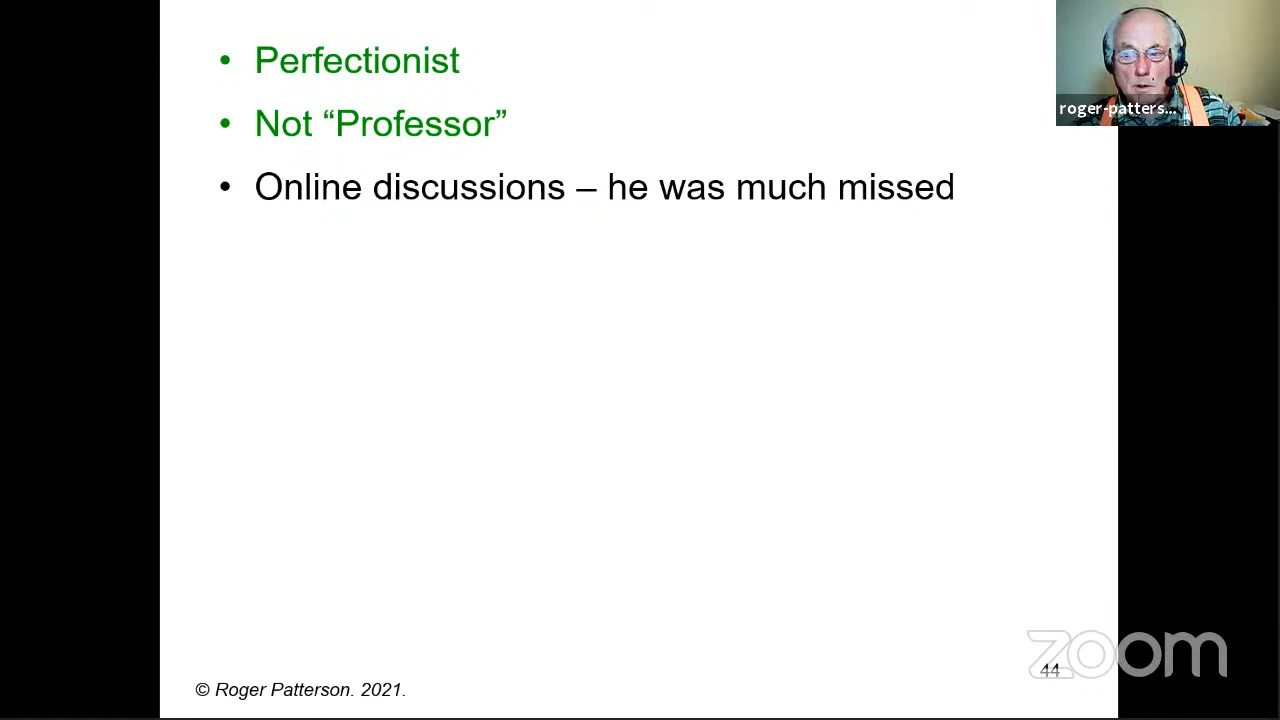 • Perfectionist
• Not “Professor”
• Online discussions – he was much missed
roger-patters...
zoom
44
© Roger Patterson. 2021.